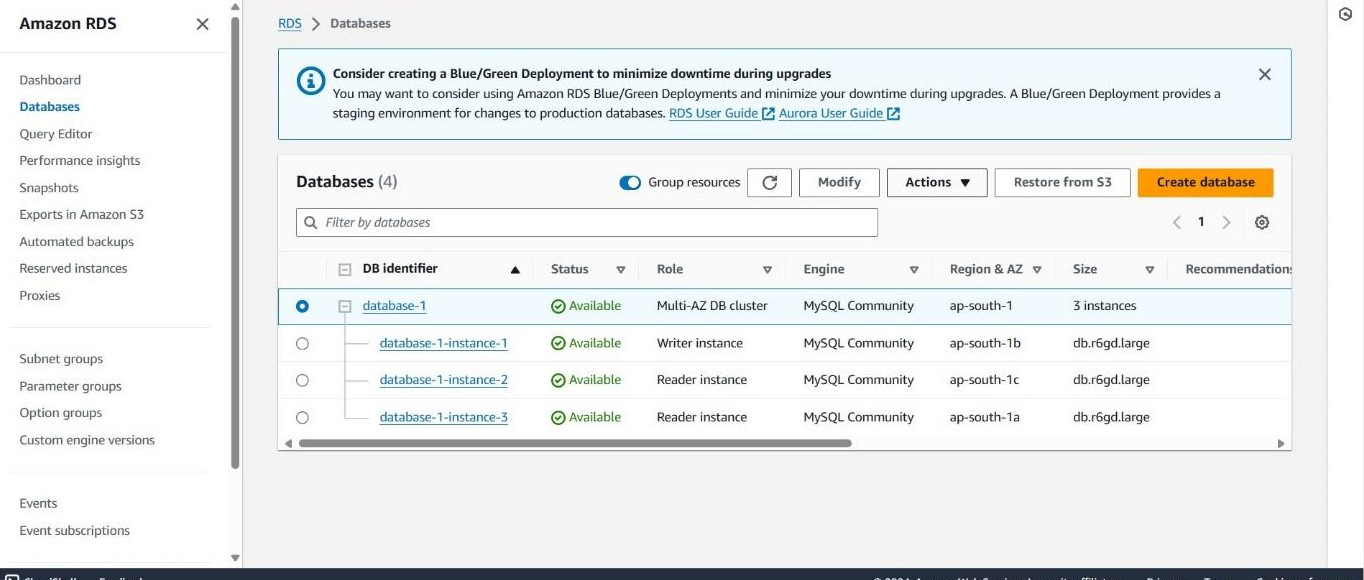 Amazon RDS
Dashboard
Databases
Query Editor
Performance insights
Snapshots
Exports in Amazon S3
Automated backups
Reserved instances
Proxies
Subnet groups
Parameter groups
Option groups
Custom engine versions
Events
Event subscriptions
RDS > Databases
Consider creating a Blue/Green Deployment to minimize downtime during upgrades
You may want to consider using Amazon RDS Blue/Green Deployments and minimize your downtime during upgrades. A Blue/Green Deployment provides a
staging environment for changes to production databases. RDS User Guide Aurora User Guide
Databases (4) Group resources Modify Actions Restore from S3 Create database
Filter by databases 1
DB identifier Status Role Engine Region & AZ Size Recommendations
database-1 Available Multi-AZ DB cluster MySQL Community ap-south-1 3 instances
database-1-instance-1 Available Writer instance MySQL Community ap-south-1b db.r6gd.large
database-1-instance-2 Available Reader instance MySQL Community ap-south-1c db.r6gd.large
database-1-instance-3 Available Reader instance MySQL Community ap-south-1a db.r6gd.large